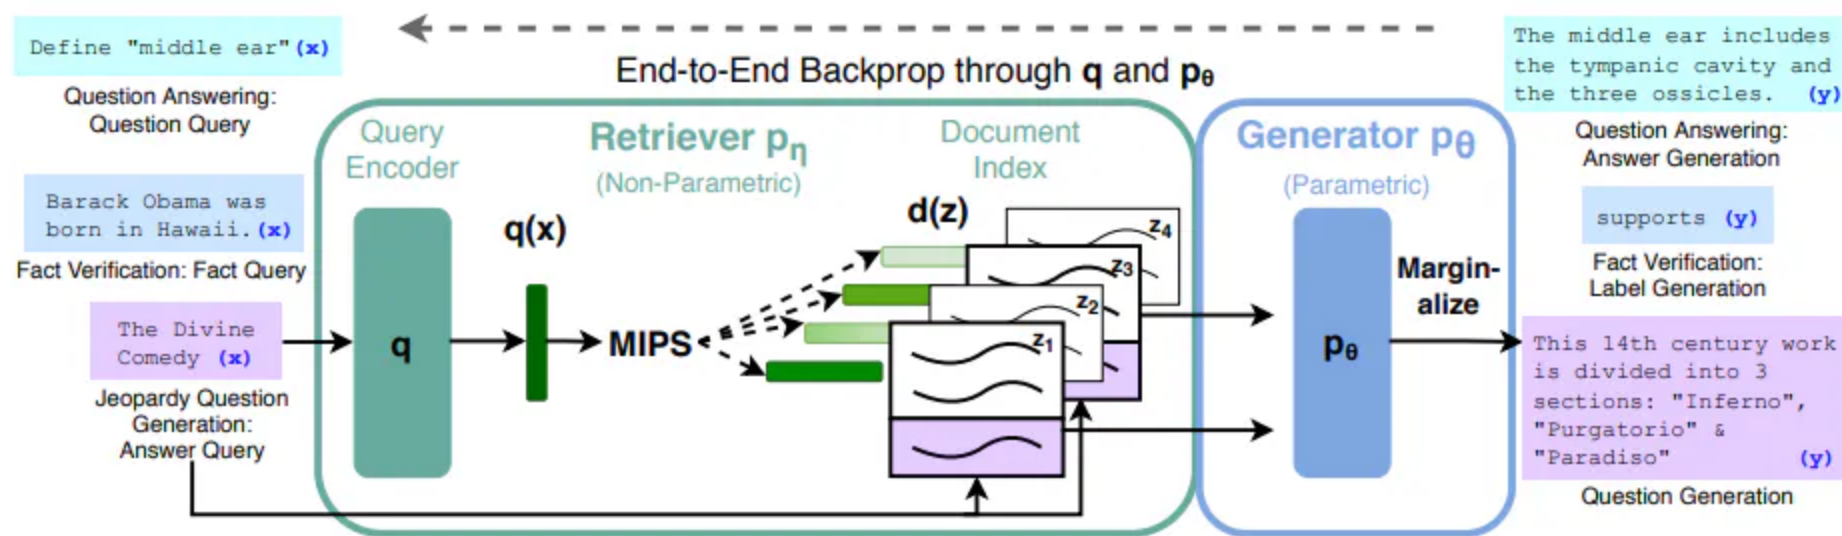 Define "middle ear" (x)
Question Answering:
Question Query
Barack Obama was
born in Hawaii. (x)
Fact Verification: Fact Query
The Divine
Comedy (x)
Jeopardy Question
Generation:
Answer Query
End-to-End Backprop through q and pθ
Query
Encoder
q
Retriever pη
(Non-Parametric)
q(x)
MIPS
Document
Index
d(z)
z4
z3
z2
z1
Generator pθ
(Parametric)
pθ
Margin-
alize
The middle ear includes
the tympanic cavity and
the three ossicles. (y)
Question Answering:
Answer Generation
supports (y)
Fact Verification:
Label Generation
This 14th century work
is divided into 3
sections: "Inferno",
"Purgatorio" &
"Paradiso" (y)
Question Generation